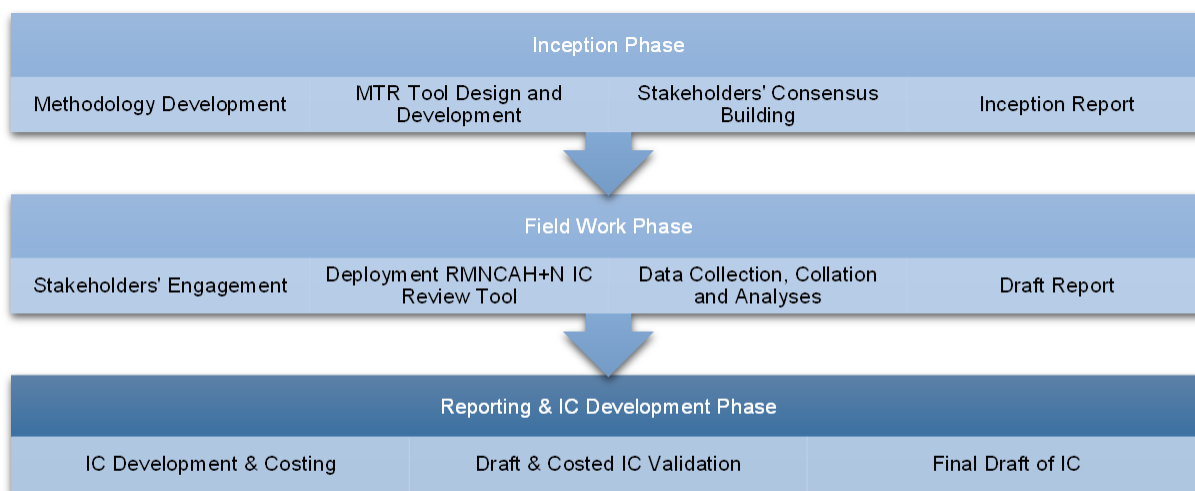 Inception Phase
Methodology Development
MTR Tool Design and
Development
Stakeholders' Consensus
Building
Inception Report
Field Work Phase
Stakeholders' Engagement
Deployment RMNCAH+N IC
Review Tool
Data Collection, Collation
and Analyses
Draft Report
Reporting & IC Development Phase
IC Development & Costing
Draft & Costed IC Validation
Final Draft of IC